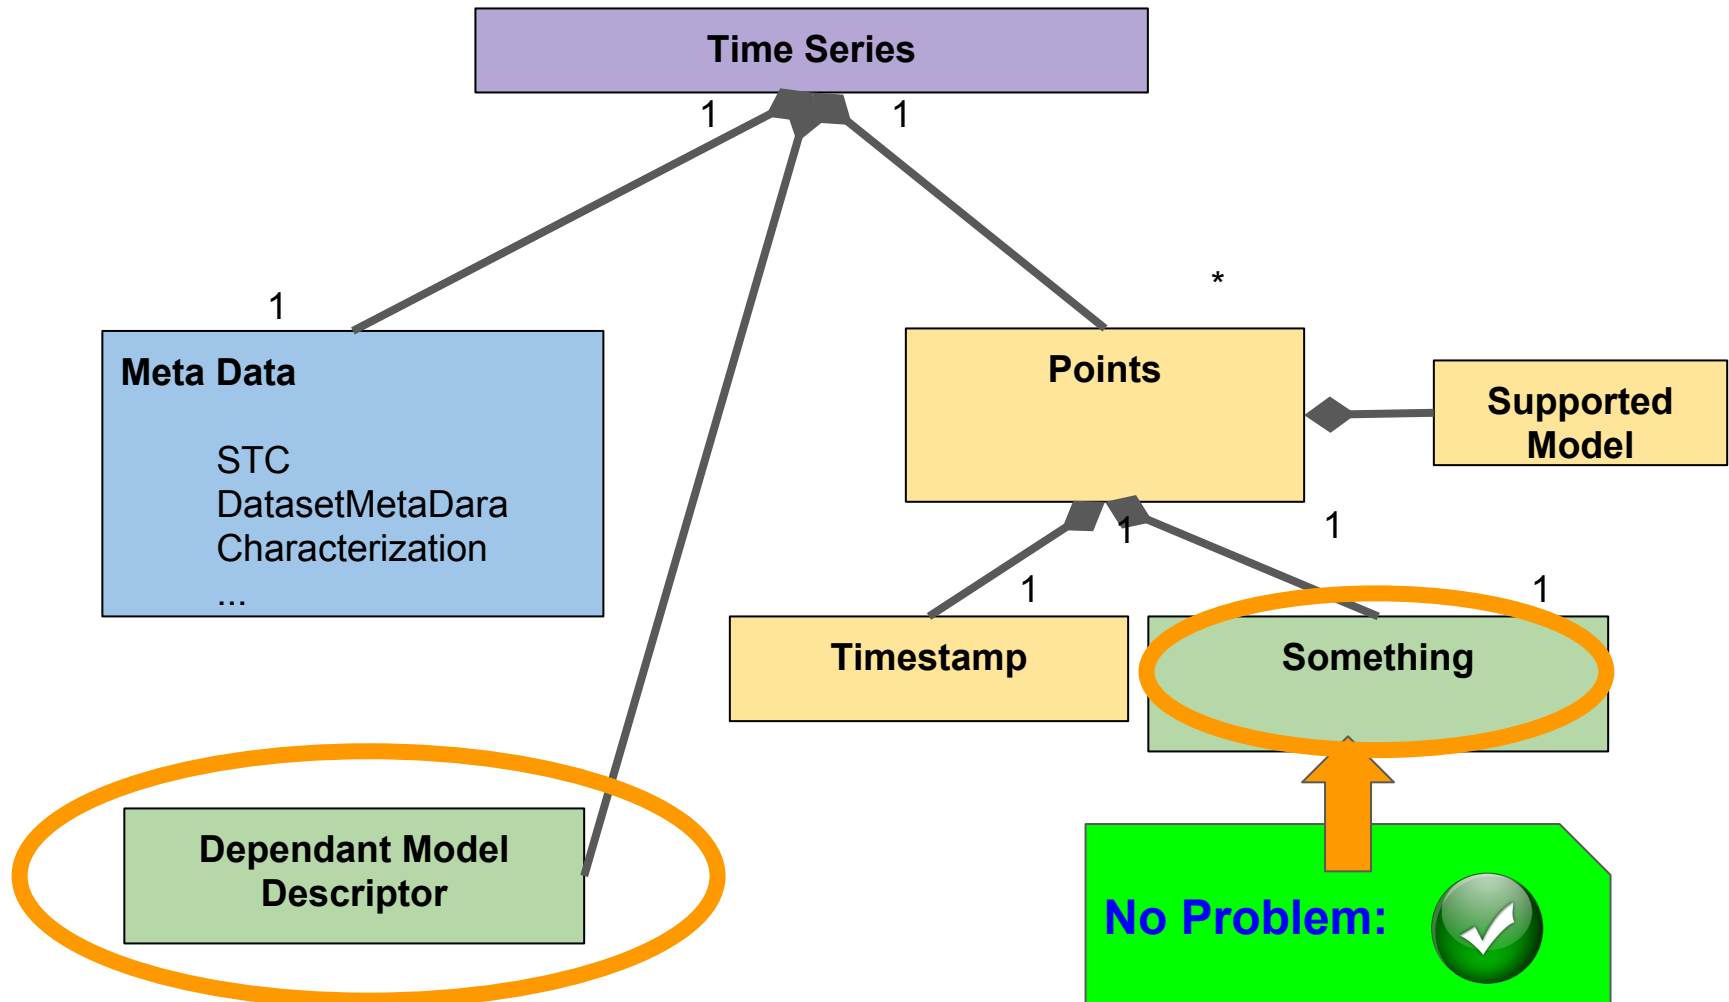 Time Series
1
1
1
*
Meta Data
STC
DatasetMetaDara
Characterization
...
Points
Supported
Model
1
1
1
1
Timestamp
Something
Dependant Model
Descriptor
No Problem: